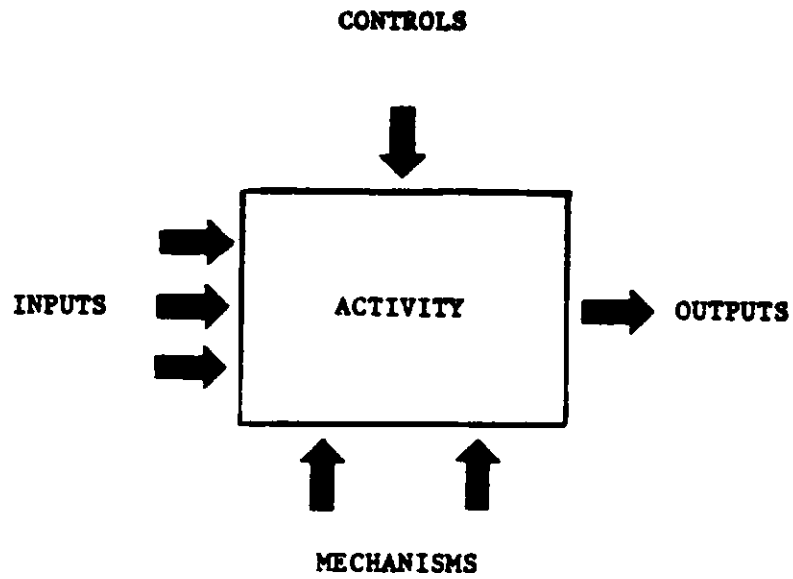 CONTROLS
INPUTS
ACTIVITY
OUTPUTS
MECHANISMS